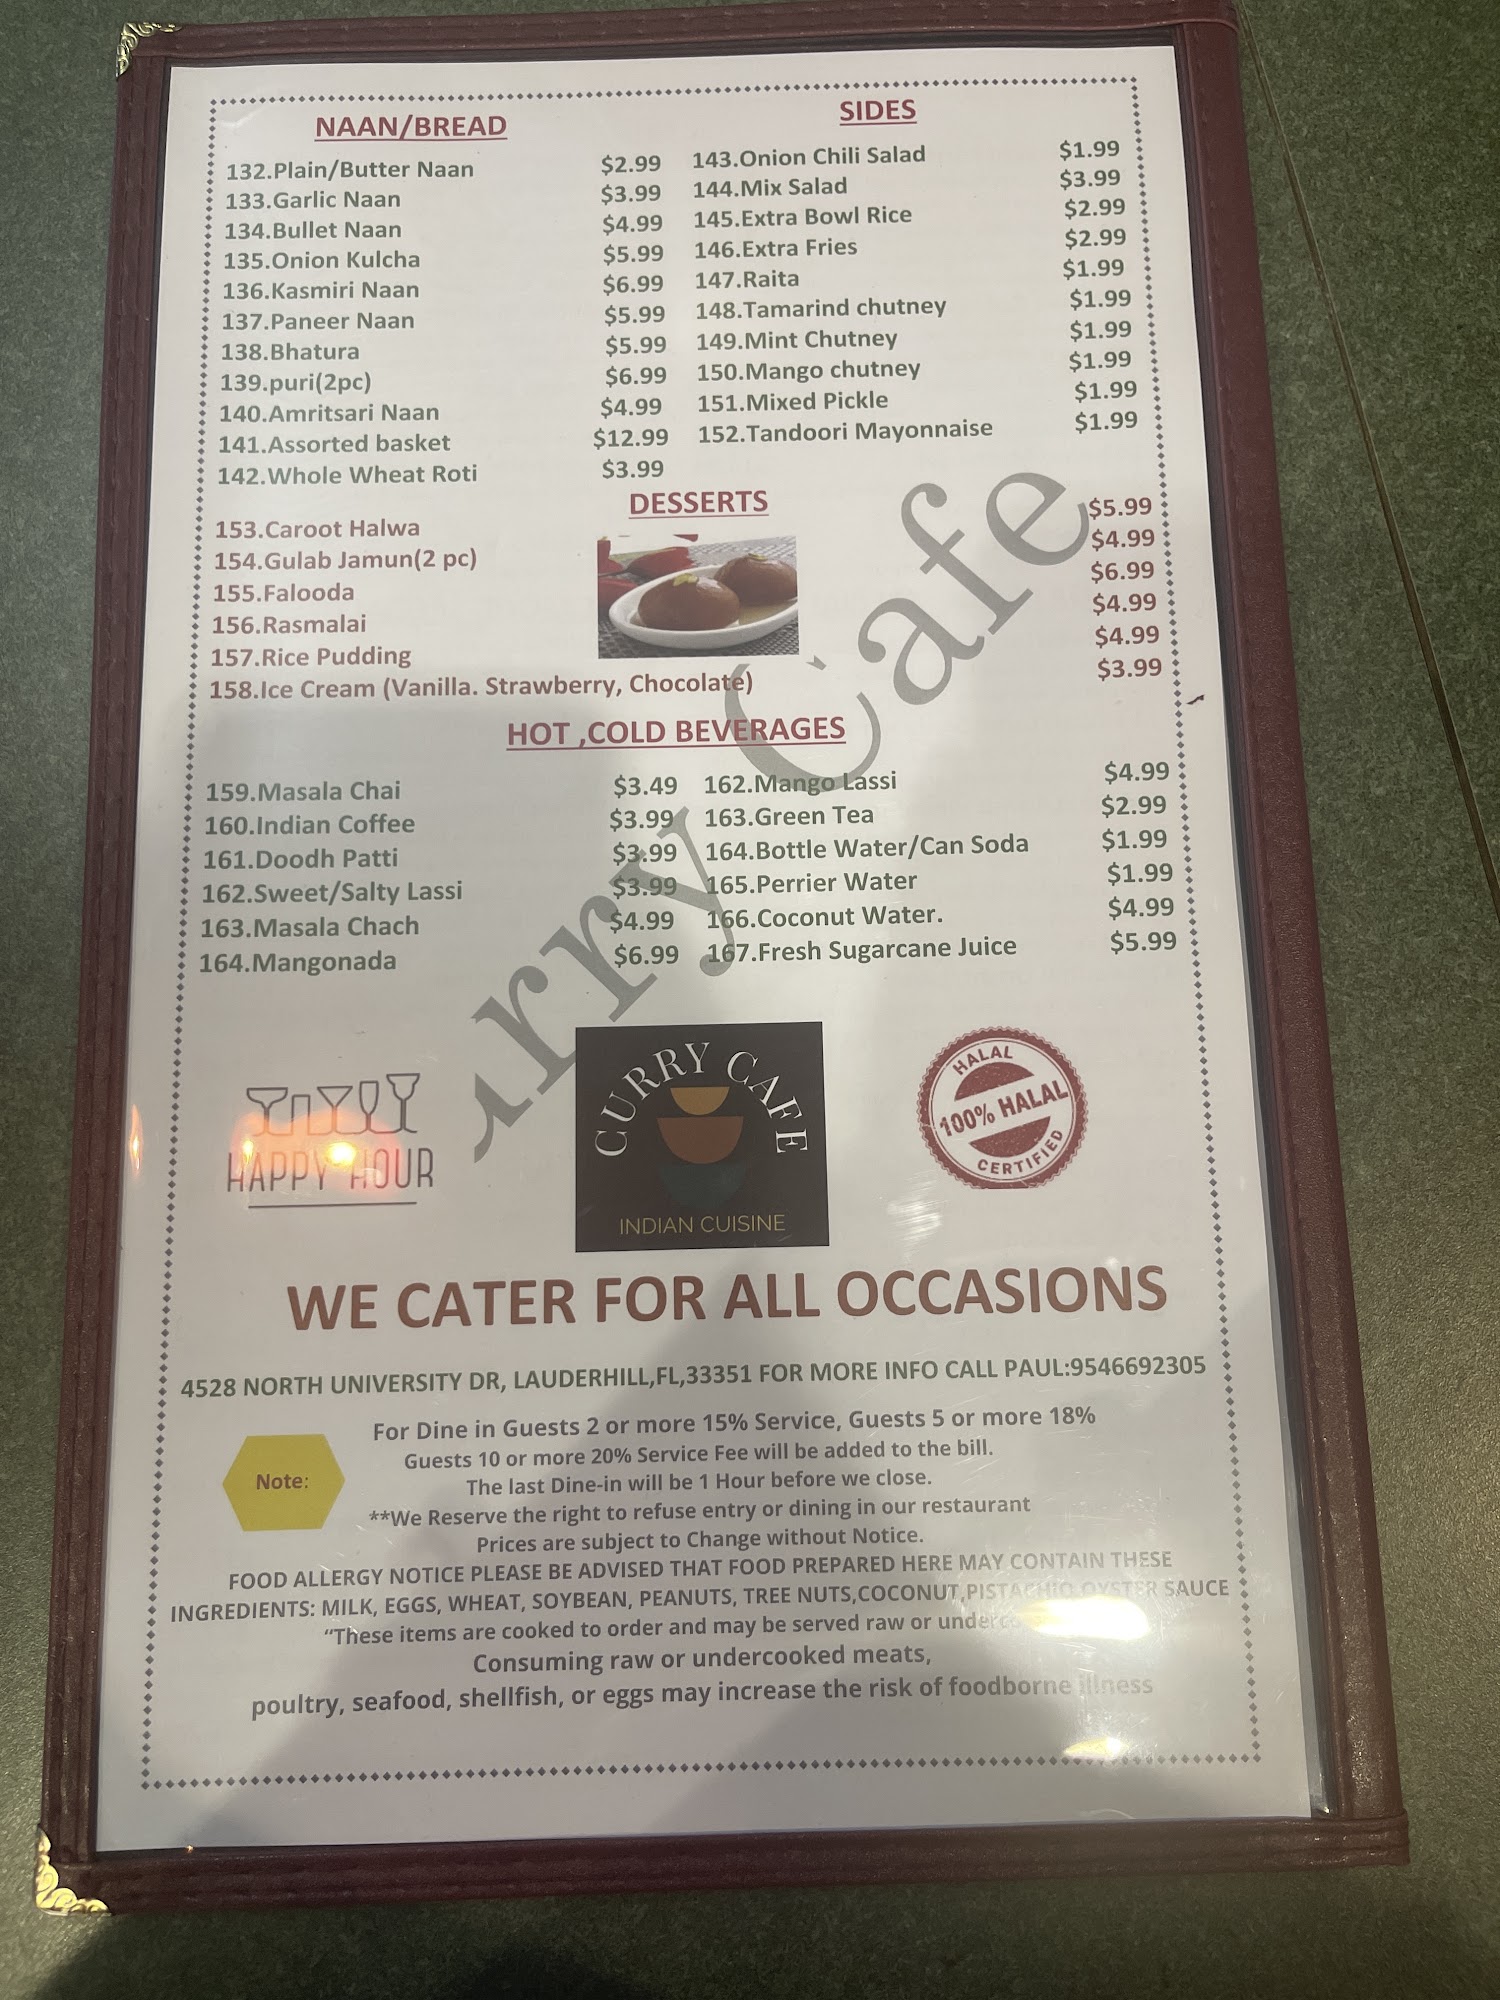 NAAN/BREAD
132.Plain/Butter Naan $2.99
133.Garlic Naan $3.99
134.Bullet Naan $4.99
135.Onion Kulcha $5.99
136.Kasmiri Naan $6.99
137.Paneer Naan $5.99
138.Bhatura $5.99
139.puri(2pc) $6.99
140.Amritsari Naan $4.99
141.Assorted basket $12.99
142.Whole Wheat Roti $3.99
SIDES
143.Onion Chili Salad $1.99
144.Mix Salad $3.99
145.Extra Bowl Rice $2.99
146.Extra Fries $2.99
147.Raita $1.99
148.Tamarind chutney $1.99
149.Mint Chutney $1.99
150.Mango chutney $1.99
151.Mixed Pickle $1.99
152.Tandoori Mayonnaise $1.99
DESSERTS
153.Caroot Halwa $5.99
154.Gulab Jamun(2 pc) $4.99
155.Falooda $6.99
156.Rasmalai $4.99
157.Rice Pudding $4.99
158.Ice Cream (Vanilla. Strawberry, Chocolate) $3.99
HOT ,COLD BEVERAGES
159.Masala Chai $3.49
160.Indian Coffee $3.99
161.Doodh Patti $3.99
162.Sweet/Salty Lassi $3.99
163.Masala Chach $4.99
164.Mangonada $6.99
162.Mango Lassi $4.99
163.Green Tea $2.99
164.Bottle Water/Can Soda $1.99
165.Perrier Water $1.99
166.Coconut Water. $4.99
167.Fresh Sugarcane Juice $5.99
urry Cafe
HAPPY HOUR
CURRY CAFE
INDIAN CUISINE
HALAL
100% HALAL
CERTIFIED
WE CATER FOR ALL OCCASIONS
4528 NORTH UNIVERSITY DR, LAUDERHILL,FL,33351 FOR MORE INFO CALL PAUL:9546692305
Note:
For Dine in Guests 2 or more 15% Service, Guests 5 or more 18%
Guests 10 or more 20% Service Fee will be added to the bill.
The last Dine-in will be 1 Hour before we close.
**We Reserve the right to refuse entry or dining in our restaurant
Prices are subject to Change without Notice.
FOOD ALLERGY NOTICE PLEASE BE ADVISED THAT FOOD PREPARED HERE MAY CONTAIN THESE
INGREDIENTS: MILK, EGGS, WHEAT, SOYBEAN, PEANUTS, TREE NUTS,COCONUT,PISTACHIO,OYSTER SAUCE
“These items are cooked to order and may be served raw or
Consuming raw or undercooked meats,
poultry, seafood, shellfish, or eggs may increase the risk of foodborne illness